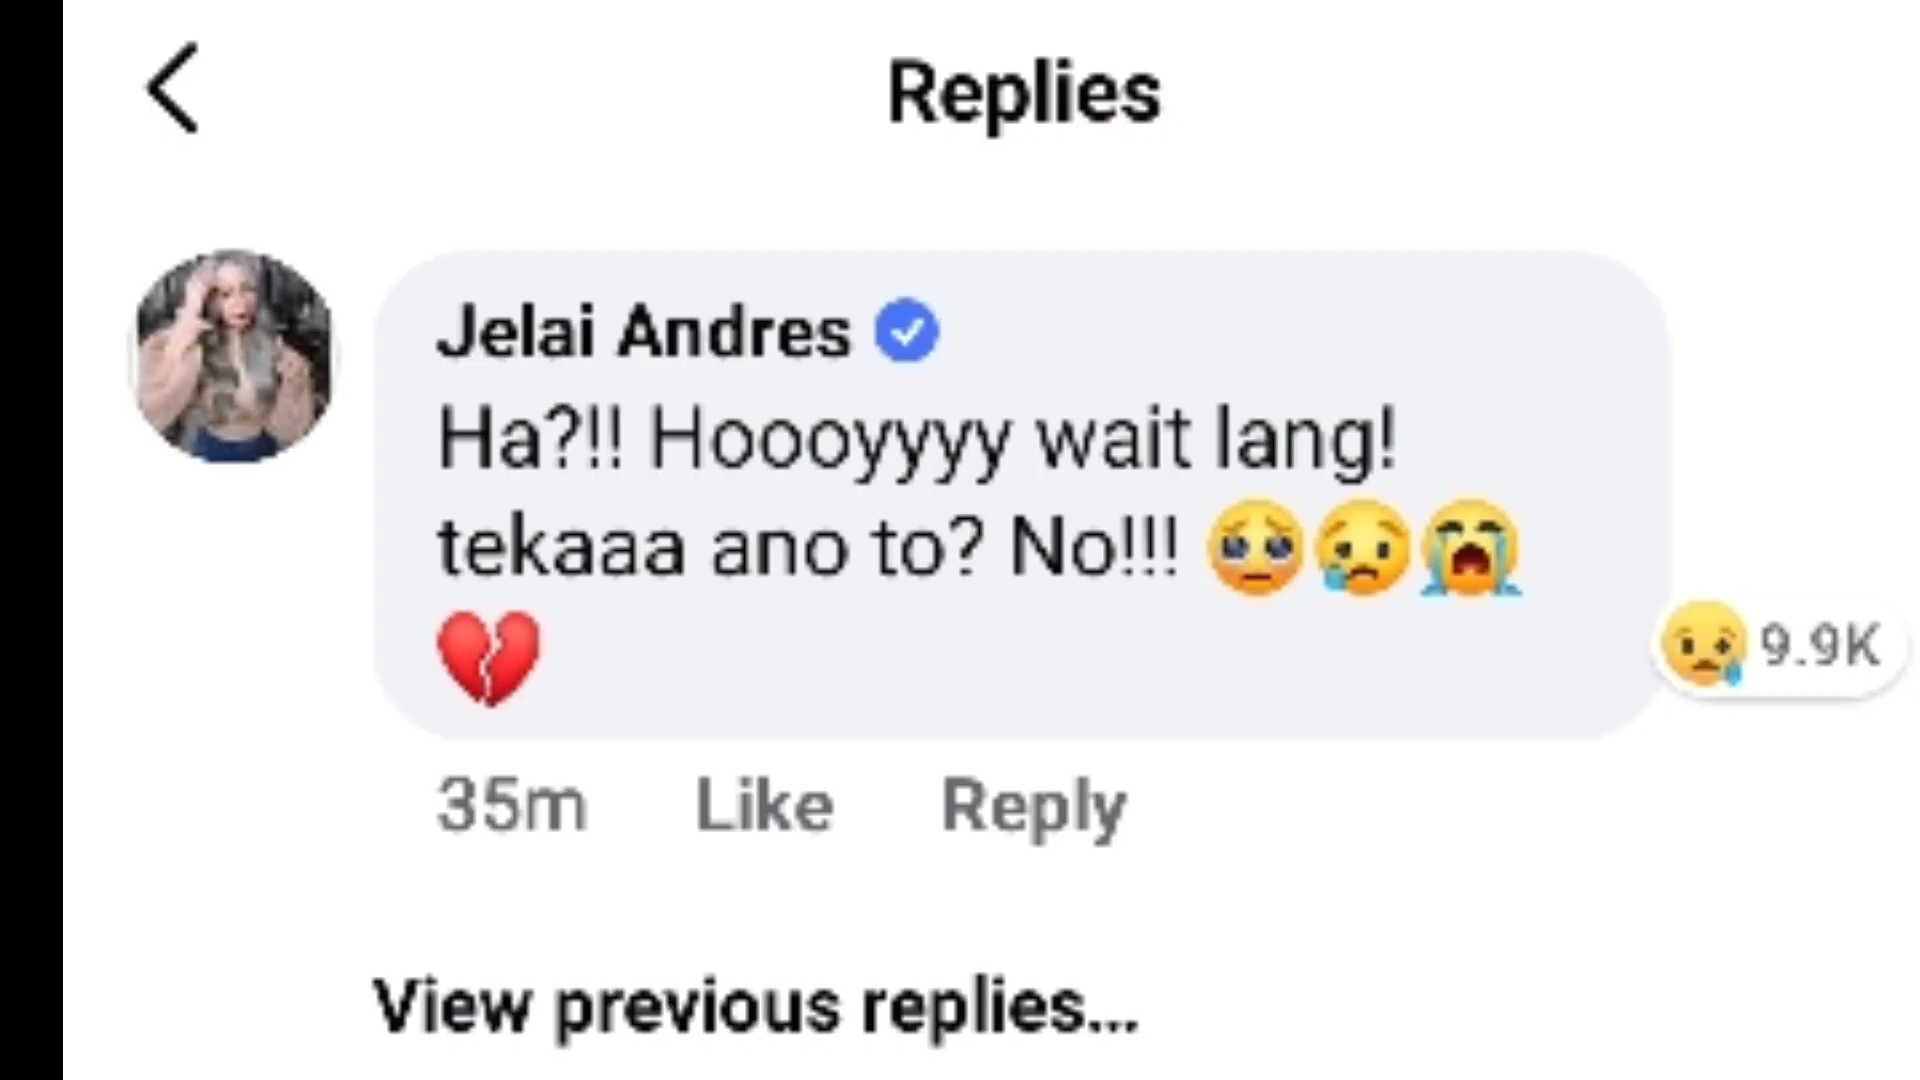 Replies
Jelai Andres
Ha?!! Hoooyyyy wait lang!
tekaaa ano to? No!!! 🥺😢😭
💔
9.9K
35m Like Reply
View previous replies...